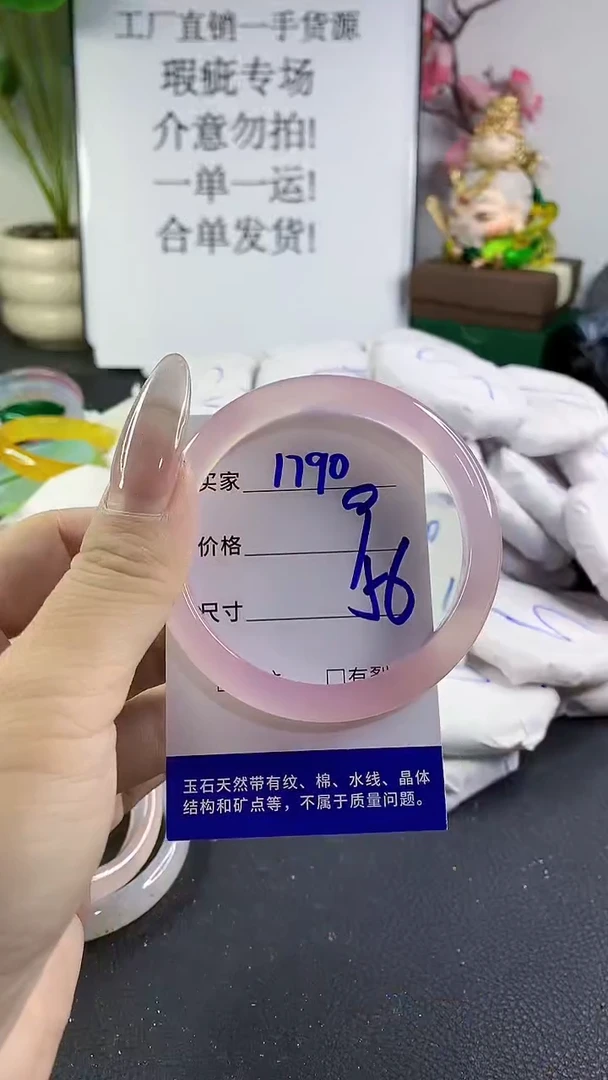 工厂直销一手货源
瑕疵专场
介意勿拍!
一单一运!
合单发货!
买家 1790
价格
尺寸 56
有裂
玉石天然带有纹、棉、水线、晶体
结构和矿点等，不属于质量问题。